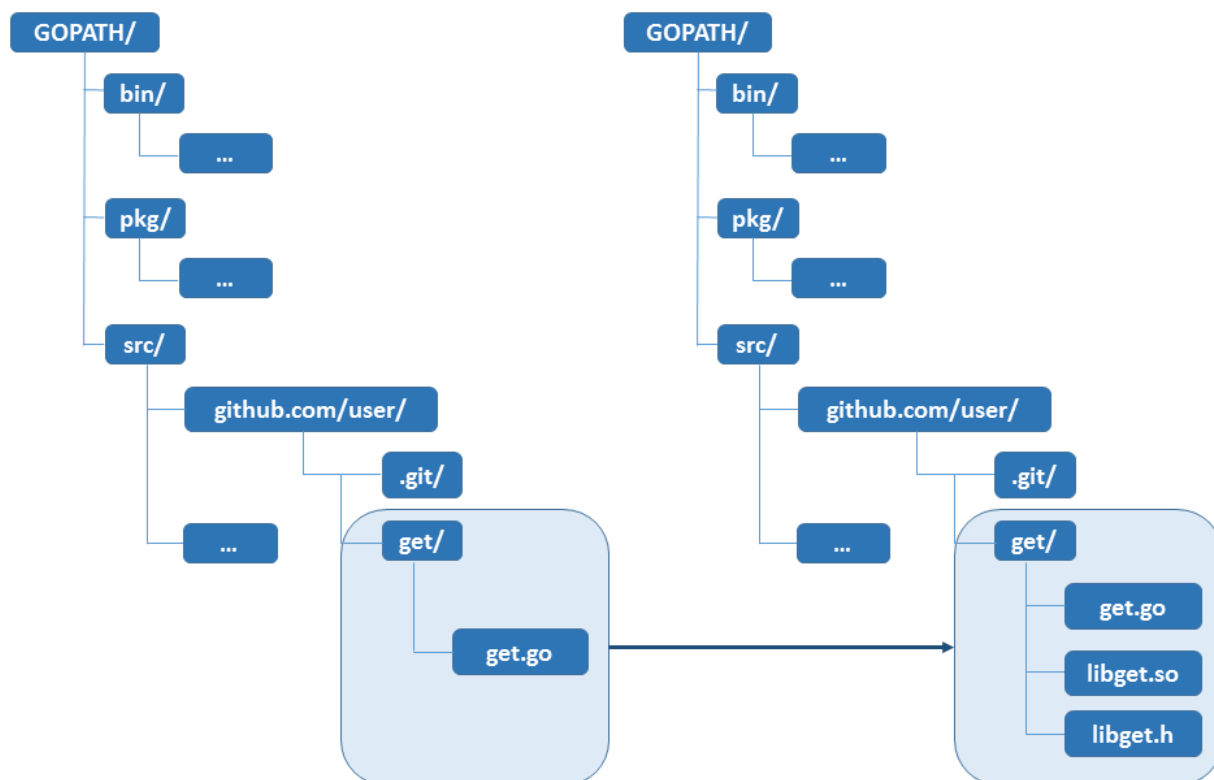 GOPATH/
bin/
...
pkg/
...
src/
github.com/user/
.git/
...
get/
get.go
GOPATH/
bin/
...
pkg/
...
src/
github.com/user/
.git/
...
get/
get.go
libget.so
libget.h